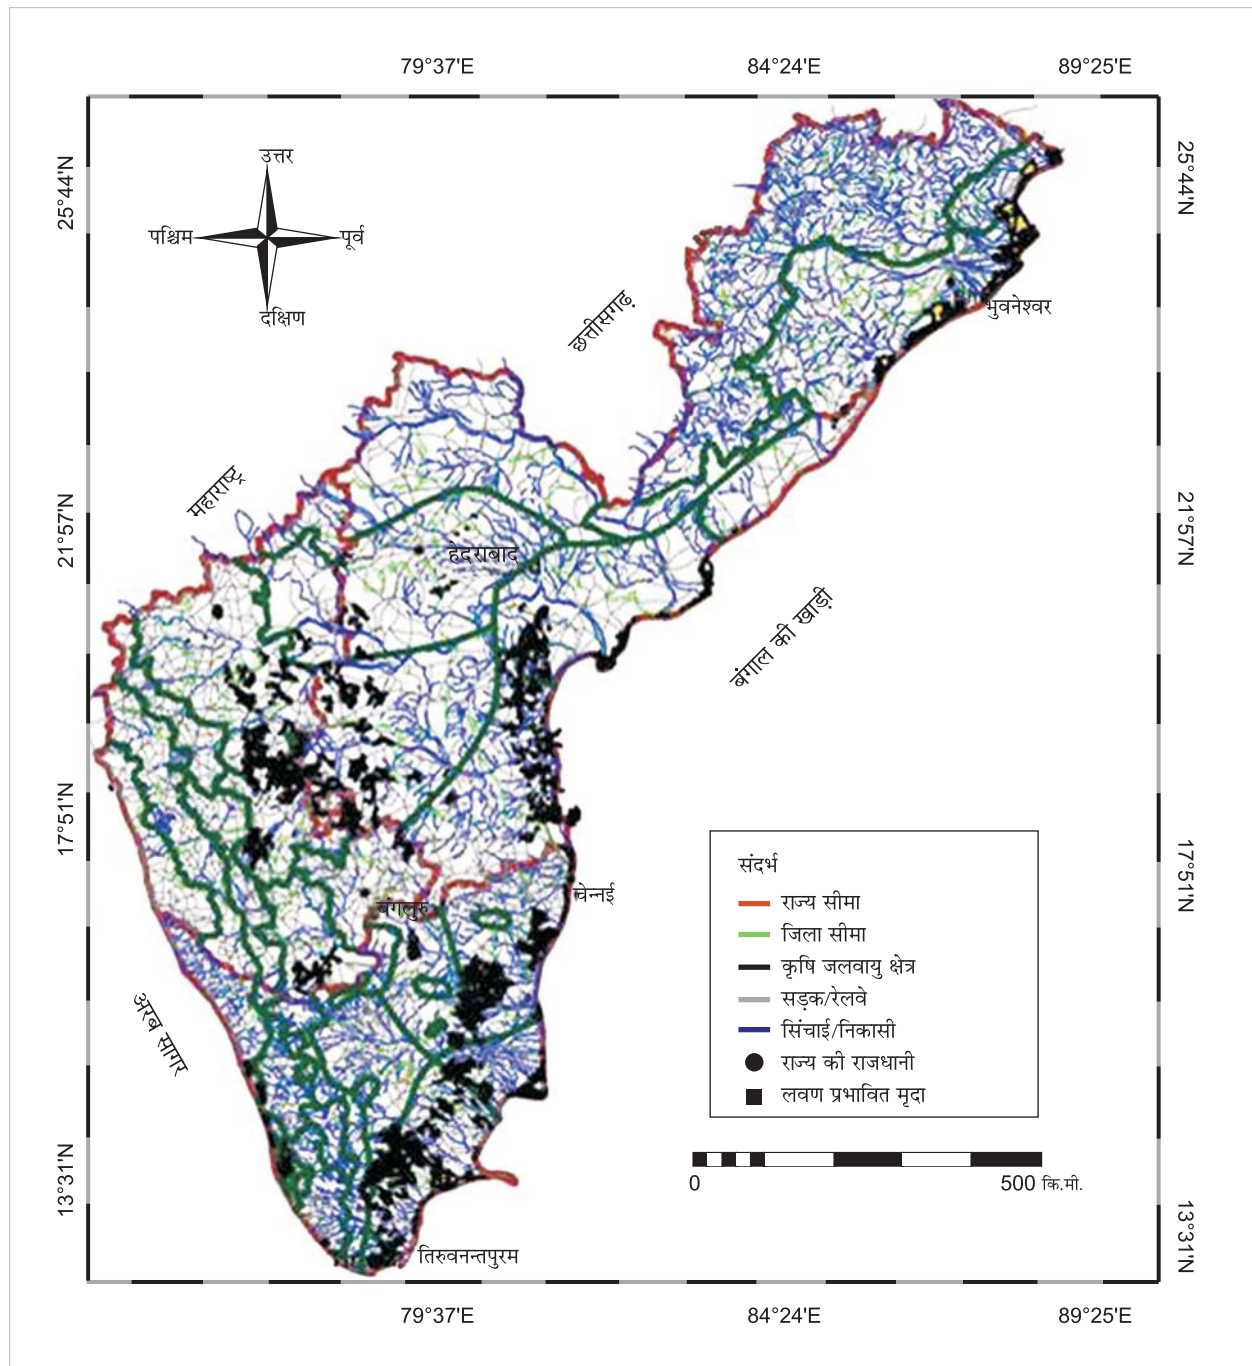 79°37'E 84°24'E 89°25'E
25°44'N
25°44'N
उत्तर
पश्चिम
पूर्व
दक्षिण
छत्तीसगढ़
भुवनेश्वर
महाराष्ट्र
21°57'N
21°57'N
हैदराबाद
बंगाल की खाड़ी
17°51'N
17°51'N
चेन्नई
बंगलुरु
अरब सागर
संदर्भ
राज्य सीमा
जिला सीमा
कृषि जलवायु क्षेत्र
सड़क/रेलवे
सिंचाई/निकासी
राज्य की राजधानी
लवण प्रभावित मृदा
0 500 कि.मी.
13°31'N
13°31'N
तिरुवनन्तपुरम
79°37'E 84°24'E 89°25'E